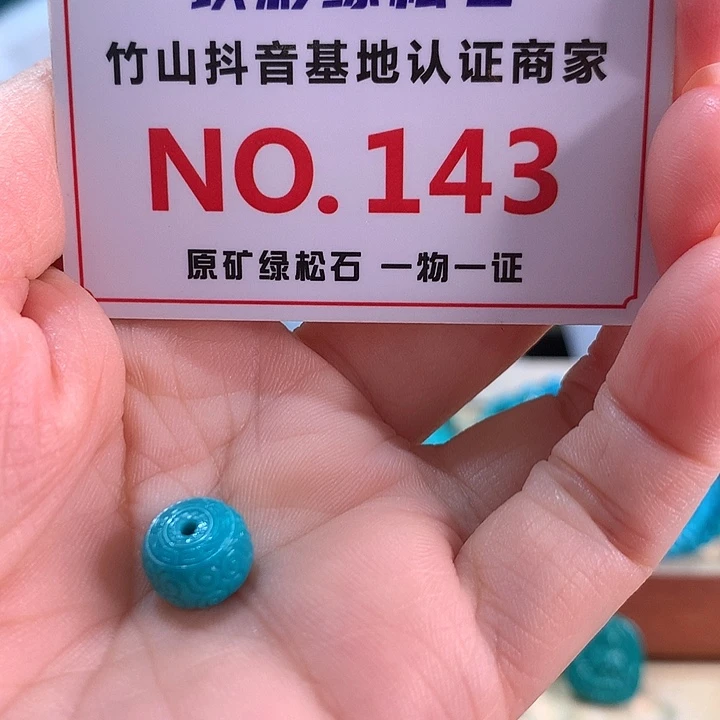 竹山抖音基地认证商家
NO.143
原矿绿松石 一物一证